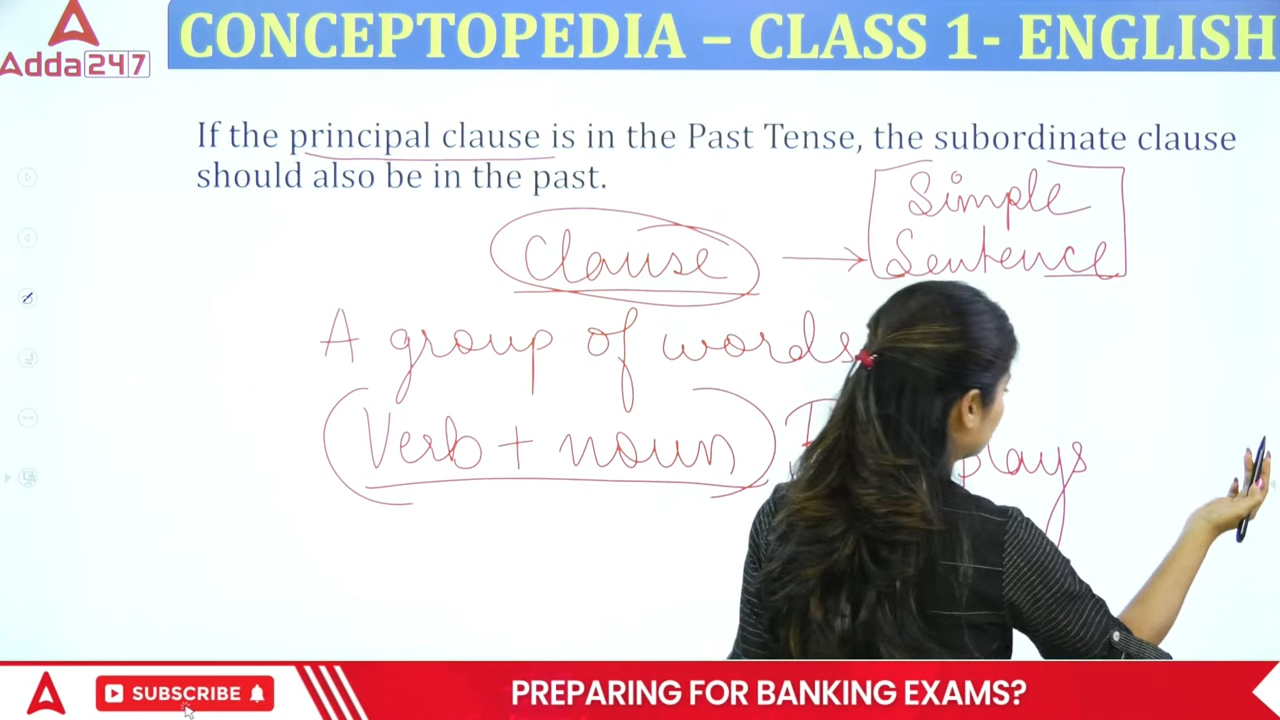 CONCEPTOPEDIA – CLASS 1- ENGLISH
Adda247
If the principal clause is in the Past Tense, the subordinate clause
should also be in the past.
Simple
Clause → Sentence
A group of words
Verb + noun plays
SUBSCRIBE
PREPARING FOR BANKING EXAMS?